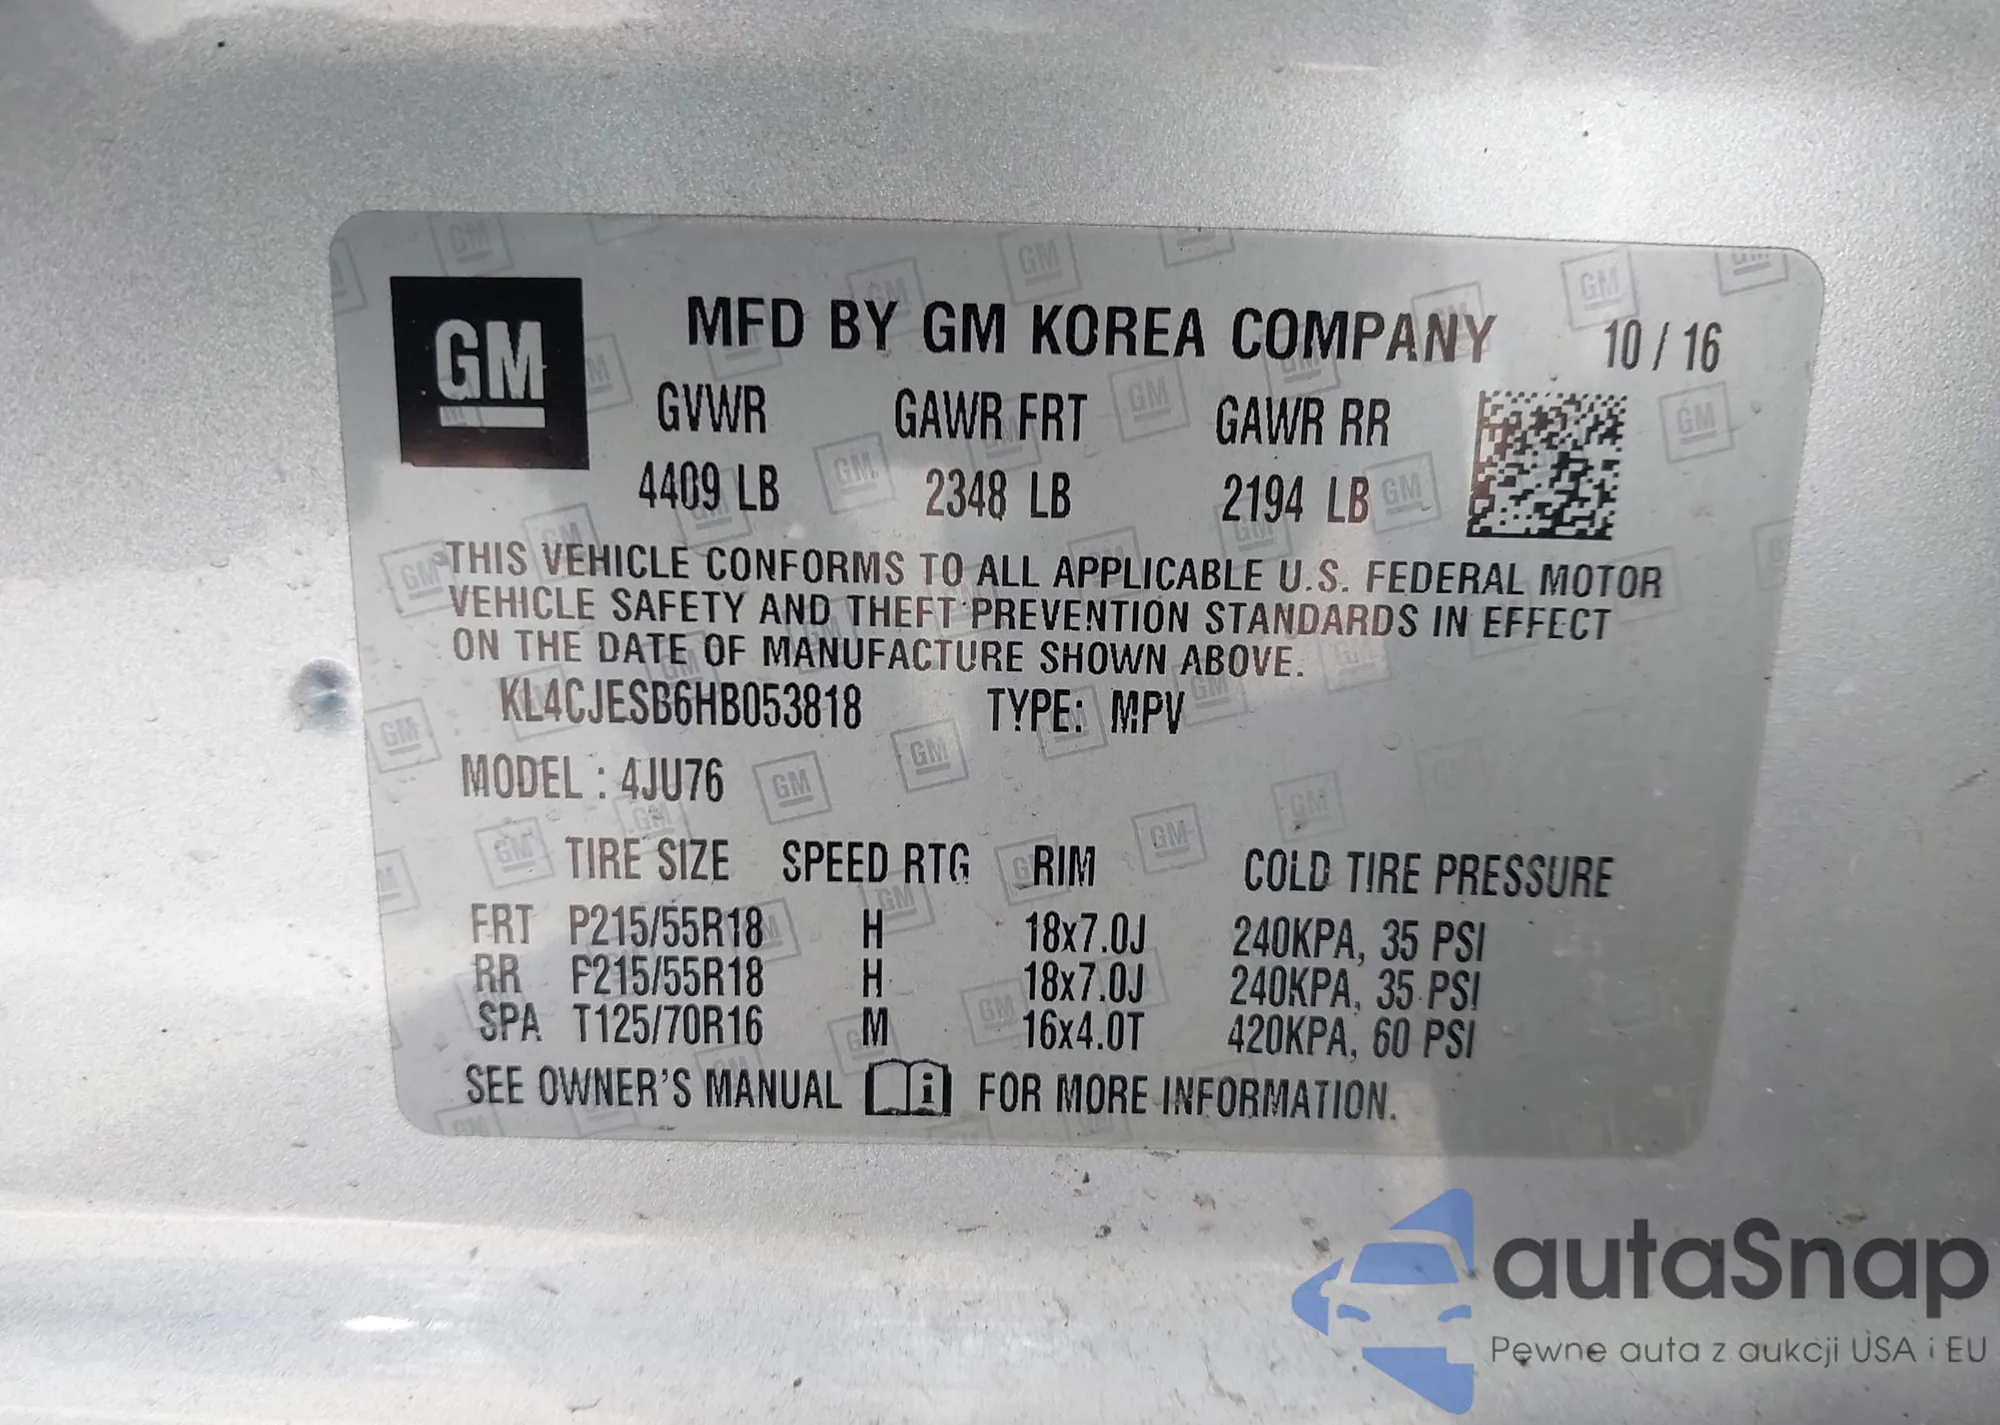 GM
MFD BY GM KOREA COMPANY 10 / 16
GVWR GAWR FRT GAWR RR
4409 LB 2348 LB 2194 LB
THIS VEHICLE CONFORMS TO ALL APPLICABLE U.S. FEDERAL MOTOR
VEHICLE SAFETY AND THEFT PREVENTION STANDARDS IN EFFECT
ON THE DATE OF MANUFACTURE SHOWN ABOVE.
KL4CJESB6HB053818 TYPE: MPV
MODEL : 4JU76
TIRE SIZE SPEED RTG RIM COLD TIRE PRESSURE
FRT P215/55R18 H 18x7.0J 240KPA, 35 PSI
RR P215/55R18 H 18x7.0J 240KPA, 35 PSI
SPA T125/70R16 M 16x4.0T 420KPA, 60 PSI
SEE OWNER'S MANUAL i FOR MORE INFORMATION.
autaSnap
Pewne auta z aukcji USA i EU